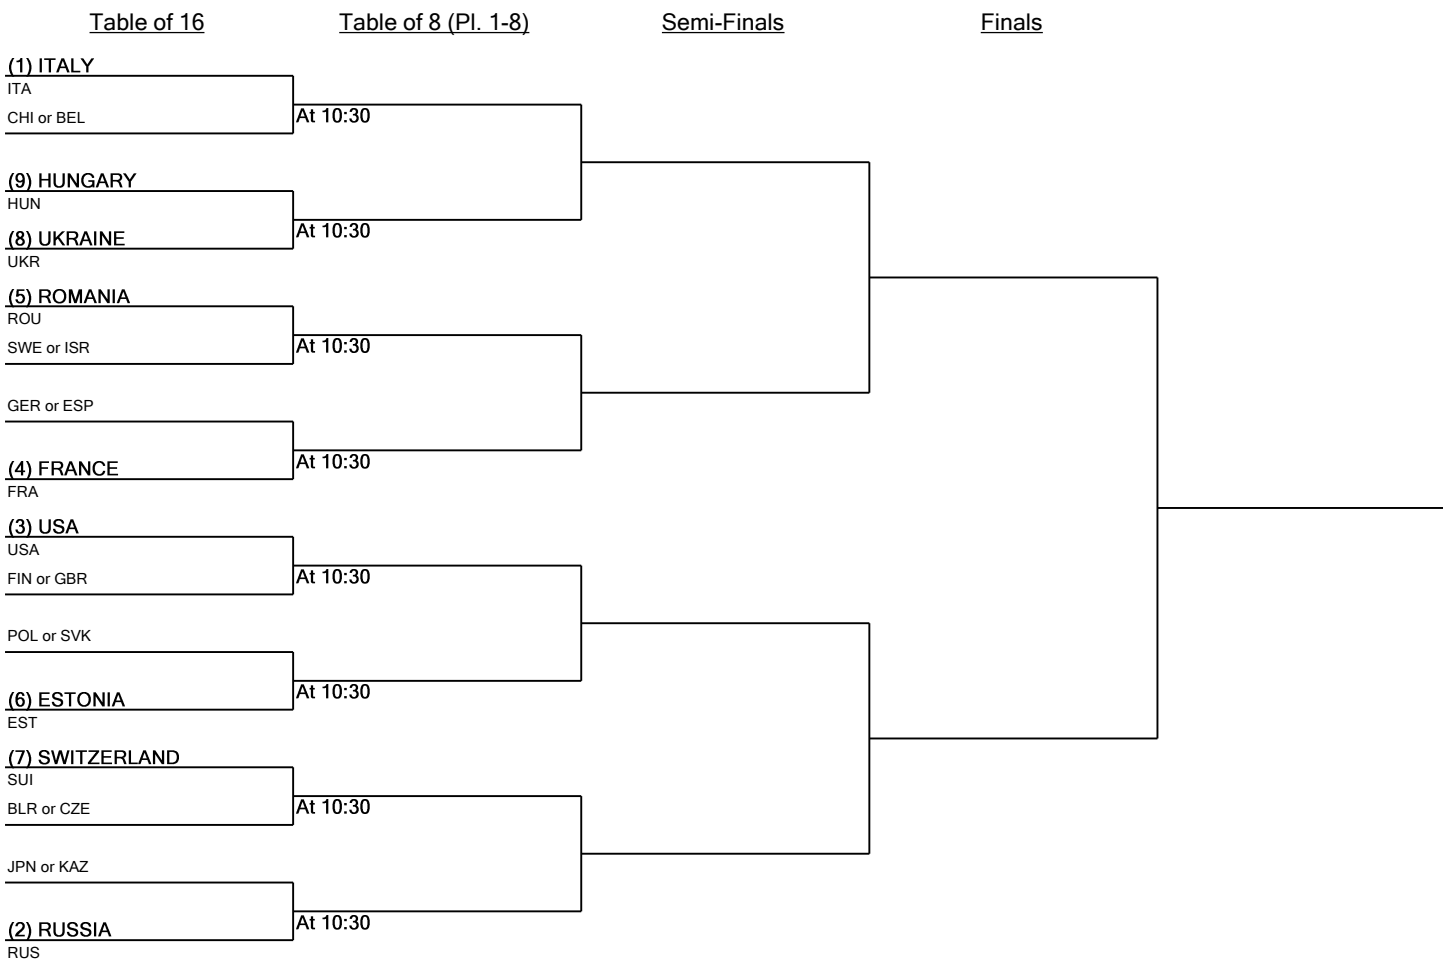 Table of 16
Table of 8 (Pl. 1-8)
Semi-Finals
Finals
(1) ITALY
ITA
CHI or BEL
At 10:30
(9) HUNGARY
HUN
At 10:30
(8) UKRAINE
UKR
(5) ROMANIA
ROU
SWE or ISR
At 10:30
GER or ESP
At 10:30
(4) FRANCE
FRA
(3) USA
USA
FIN or GBR
At 10:30
POL or SVK
At 10:30
(6) ESTONIA
EST
(7) SWITZERLAND
SUI
BLR or CZE
At 10:30
JPN or KAZ
At 10:30
(2) RUSSIA
RUS